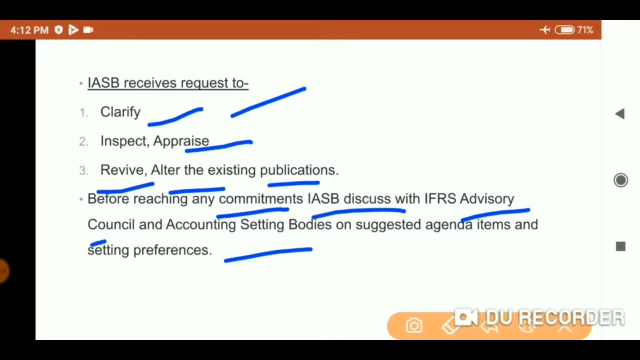 4:12 PM
71%
• IASB receives request to-
1. Clarify
2. Inspect, Appraise
3. Revive, Alter the existing publications.
• Before reaching any commitments IASB discuss with IFRS Advisory
Council and Accounting Setting Bodies on suggested agenda items and
setting preferences.
DU RECORDER